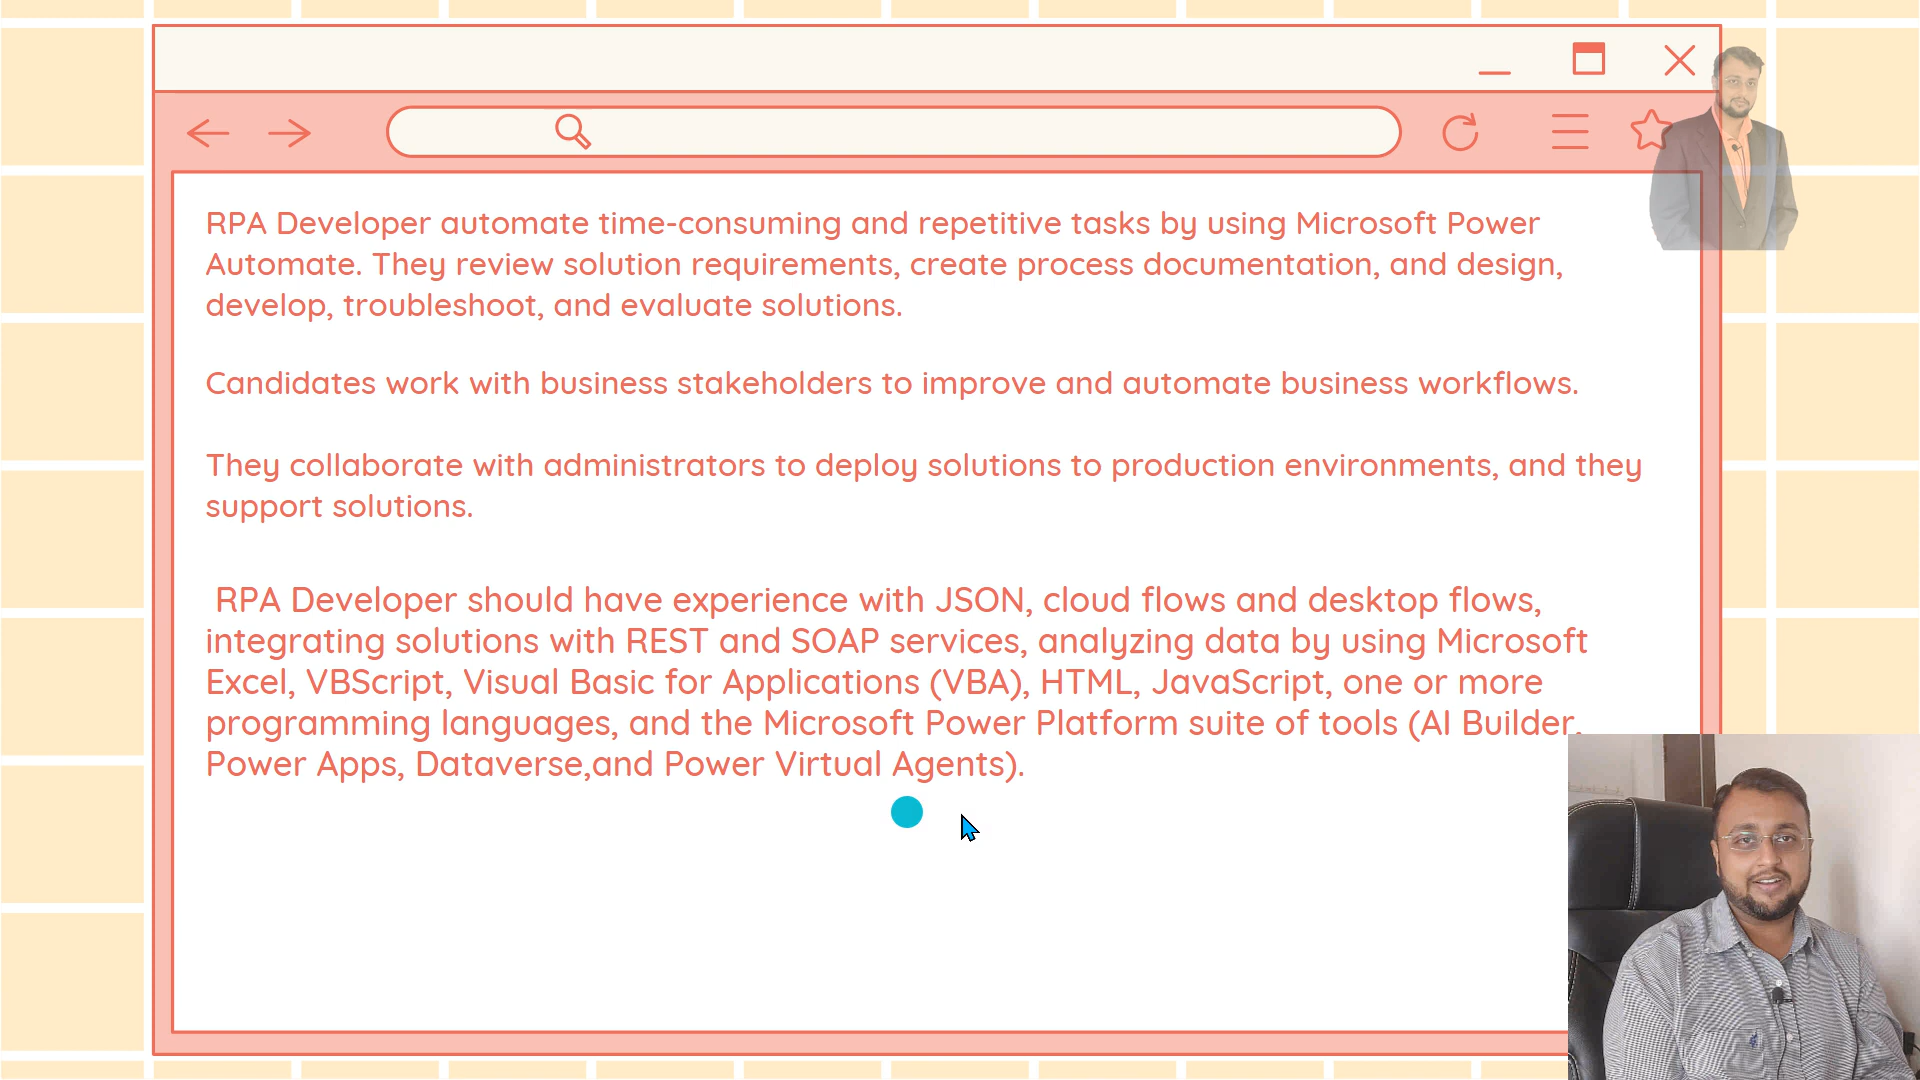 RPA Developer automate time-consuming and repetitive tasks by using Microsoft Power
Automate. They review solution requirements, create process documentation, and design,
develop, troubleshoot, and evaluate solutions.
Candidates work with business stakeholders to improve and automate business workflows.
They collaborate with administrators to deploy solutions to production environments, and they
support solutions.
RPA Developer should have experience with JSON, cloud flows and desktop flows,
integrating solutions with REST and SOAP services, analyzing data by using Microsoft
Excel, VBScript, Visual Basic for Applications (VBA), HTML, JavaScript, one or more
programming languages, and the Microsoft Power Platform suite of tools (AI Builder,
Power Apps, Dataverse,and Power Virtual Agents).